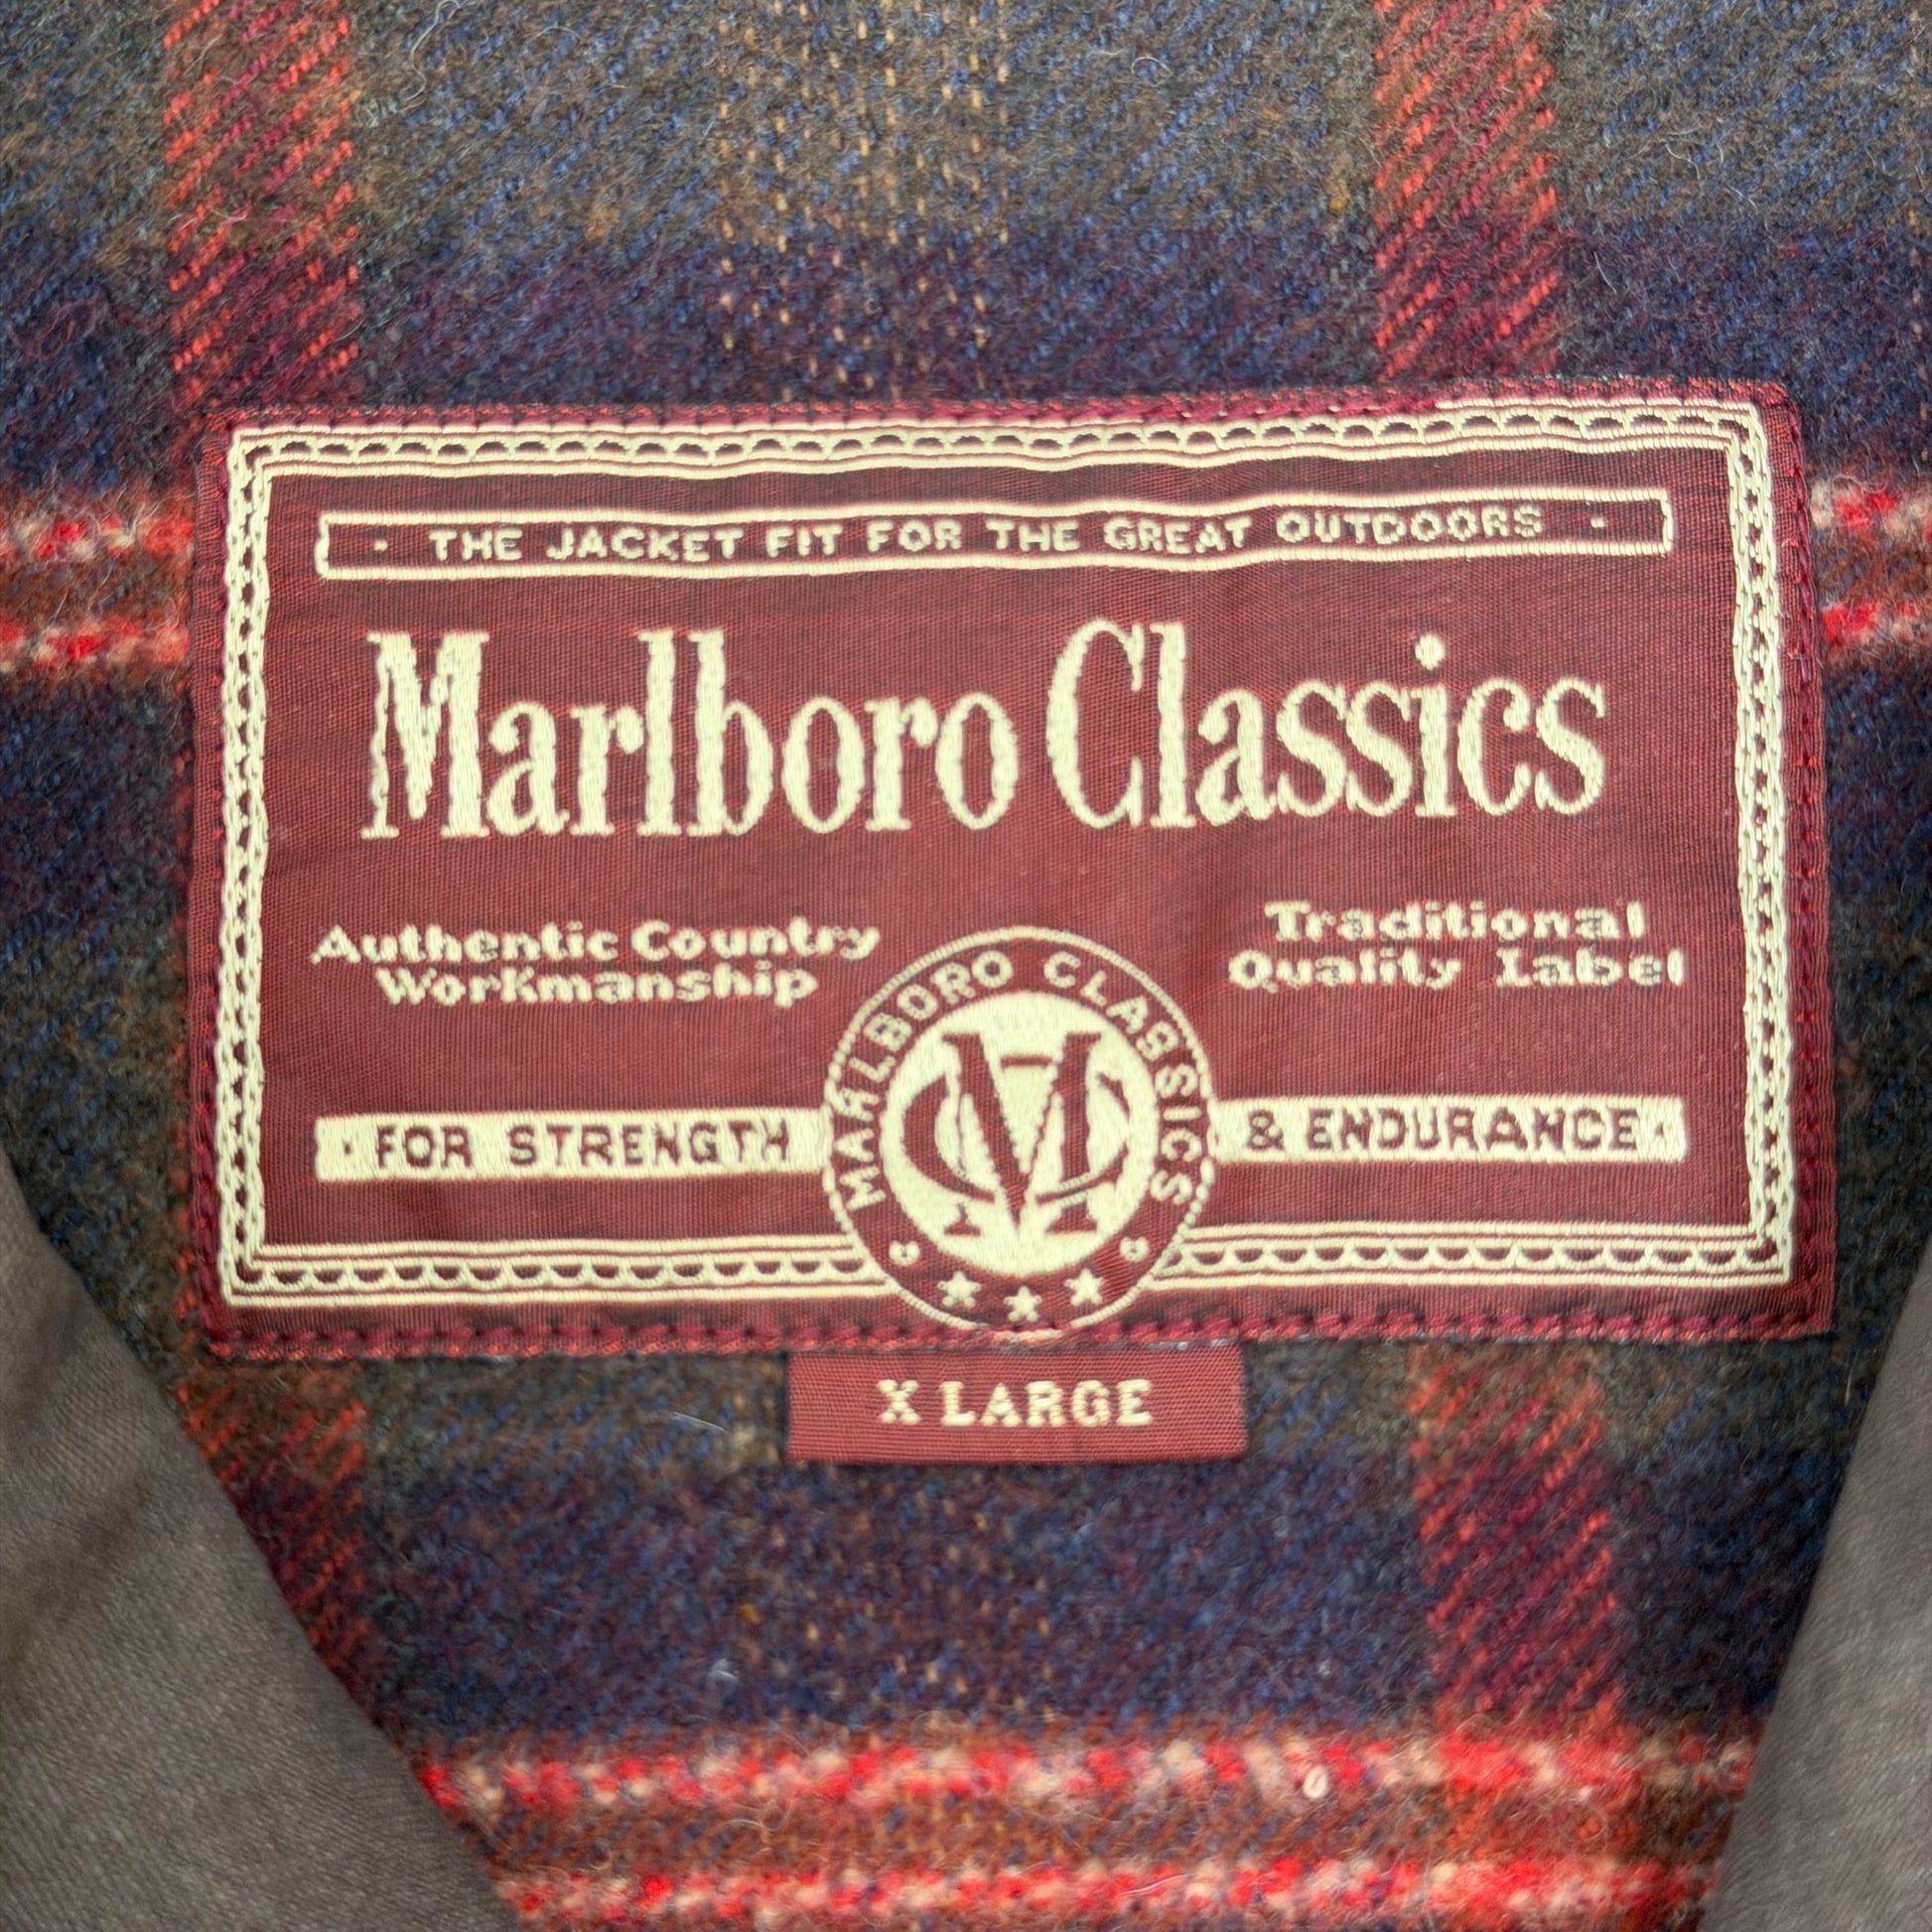 · THE JACKET FIT FOR THE GREAT OUTDOORS ·
Marlboro Classics
Authentic Country
Workmanship
Traditional
Quality Label
MARLBORO CLASSICS
MC
· FOR STRENGTH
& ENDURANCE ·
X LARGE